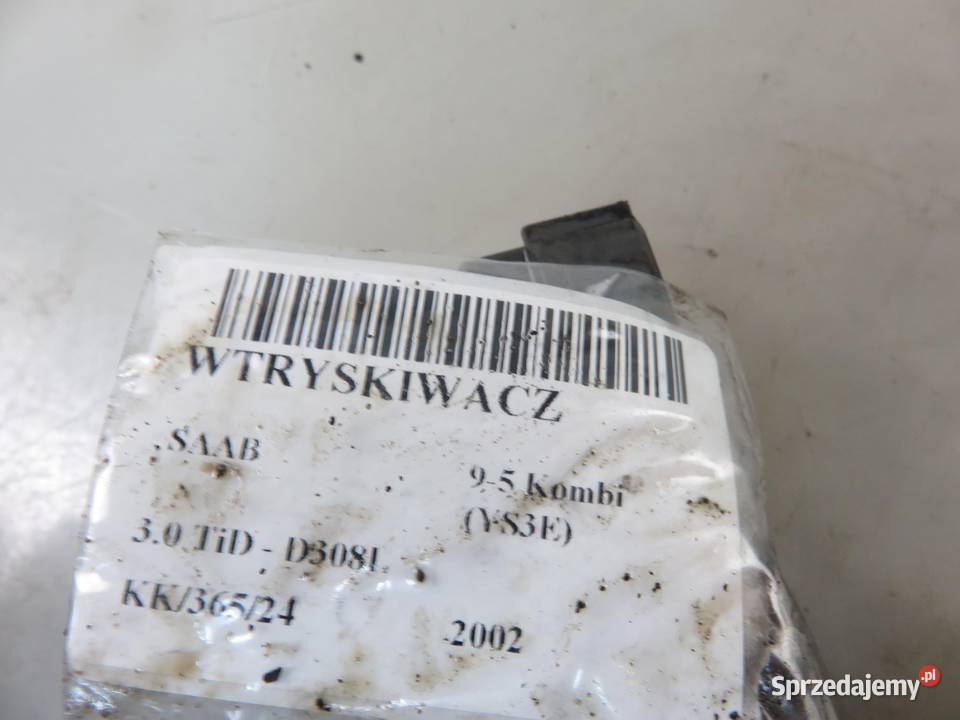 WTRYSKIWACZ
SAAB
9-5 Kombi
(YS3E)
3.0 TiD - D308L
KK/365/24
2002
Sprzedajemy.pl